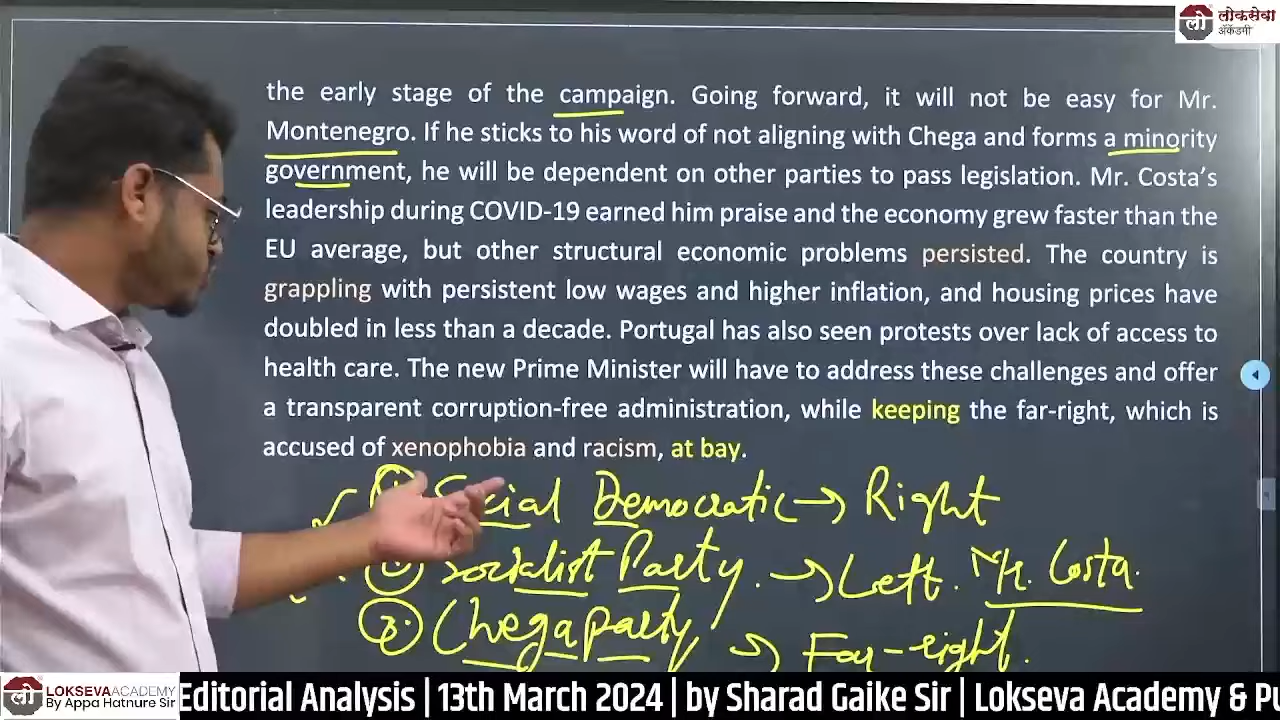 लो
लोकसेवा
ॲकॅडमी
the early stage of the campaign. Going forward, it will not be easy for Mr.
Montenegro. If he sticks to his word of not aligning with Chega and forms a minority
government, he will be dependent on other parties to pass legislation. Mr. Costa's
leadership during COVID-19 earned him praise and the economy grew faster than the
EU average, but other structural economic problems persisted. The country is
grappling with persistent low wages and higher inflation, and housing prices have
doubled in less than a decade. Portugal has also seen protests over lack of access to
health care. The new Prime Minister will have to address these challenges and offer
a transparent corruption-free administration, while keeping the far-right, which is
accused of xenophobia and racism, at bay.
Social Democratic → Right
Socialist Party. → Left. Mr. Costa.
3. Chega Party → Far-right.
लो
LOKSEVA ACADEMY
By Appa Hatnure Sir
Editorial Analysis | 13th March 2024 | by Sharad Gaike Sir | Lokseva Academy & Pu